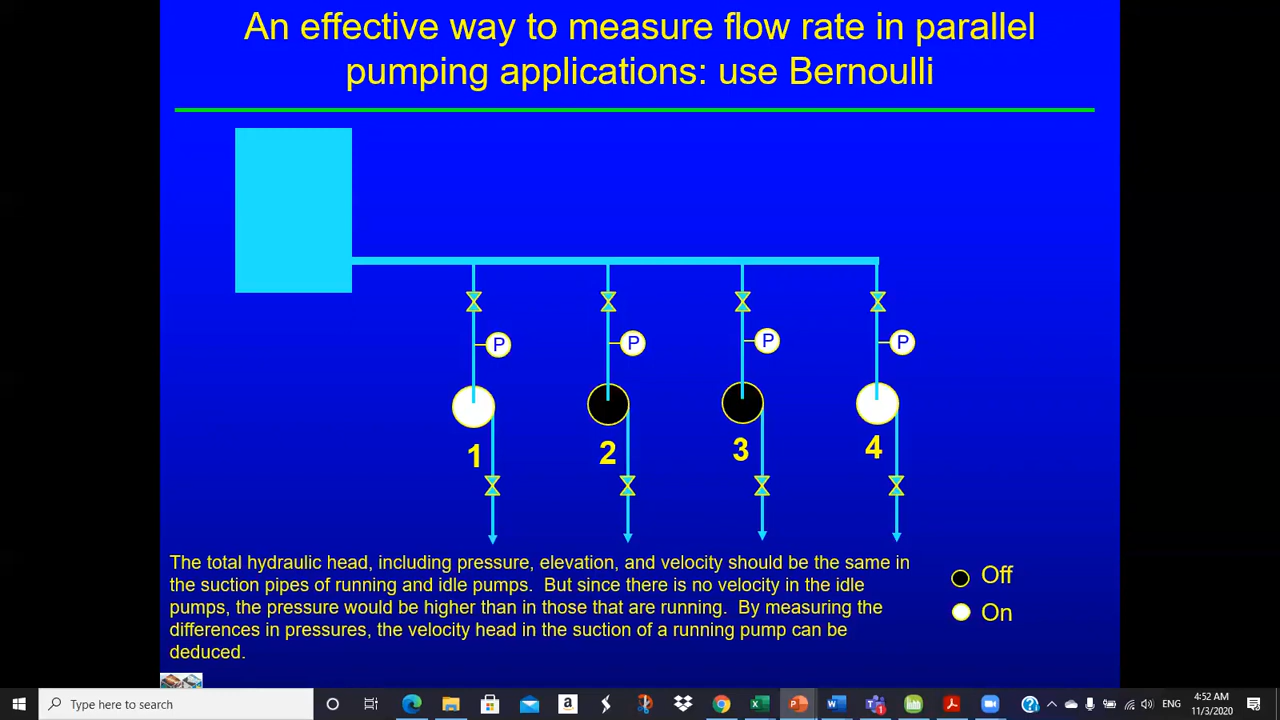 An effective way to measure flow rate in parallel
pumping applications: use Bernoulli
P
P
P
P
1
2
3
4
The total hydraulic head, including pressure, elevation, and velocity should be the same in
the suction pipes of running and idle pumps.  But since there is no velocity in the idle
pumps, the pressure would be higher than in those that are running.  By measuring the
differences in pressures, the velocity head in the suction of a running pump can be
deduced.
Off
On
Type here to search
ENG
4:52 AM
11/3/2020